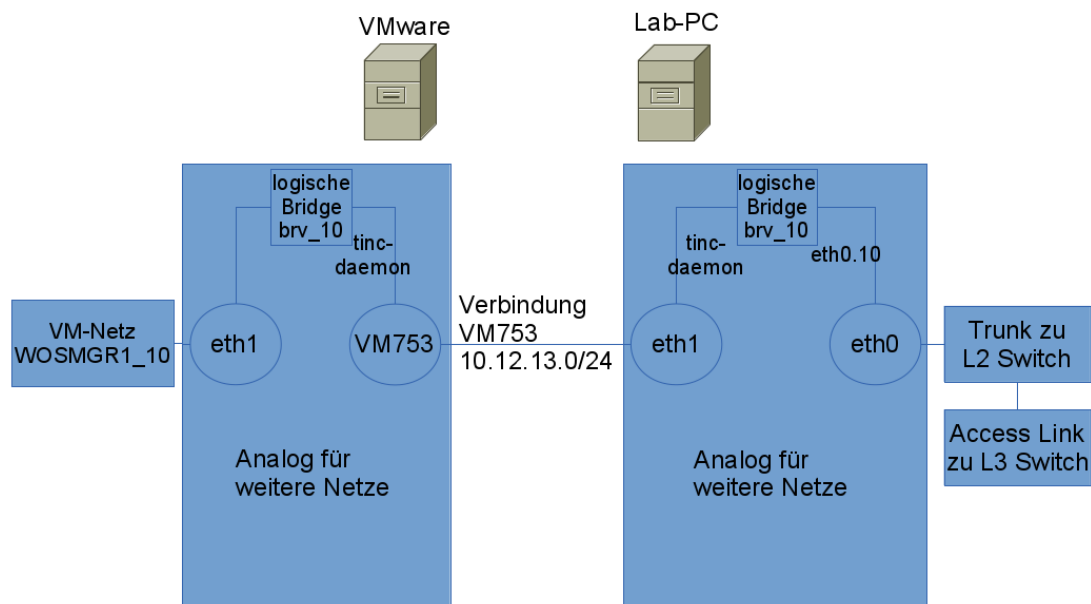 VMware
Lab-PC
logische
Bridge
brv_10
tinc-
daemon
logische
Bridge
brv_10
tinc-
daemon
eth0.10
VM-Netz
WOSMGR1_10
eth1
VM753
Verbindung
VM753
10.12.13.0/24
eth1
eth0
Trunk zu
L2 Switch
Access Link
zu L3 Switch
Analog für
weitere Netze
Analog für
weitere Netze